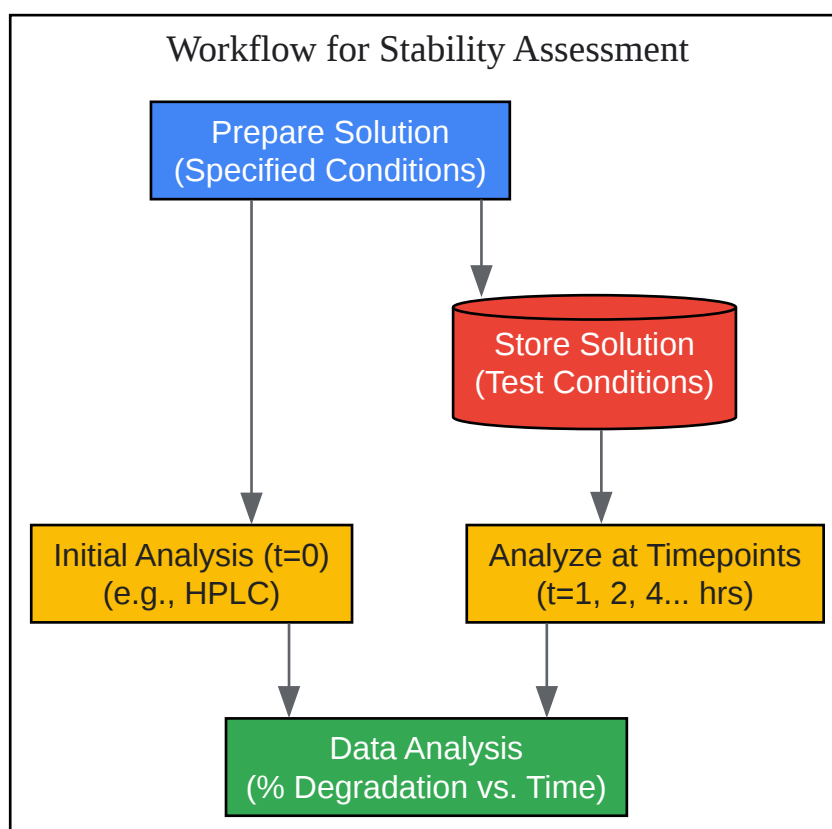 Workflow for Stability Assessment
Prepare Solution
(Specified Conditions)
Store Solution
(Test Conditions)
Initial Analysis (t=0)
(e.g., HPLC)
Analyze at Timepoints
(t=1, 2, 4... hrs)
Data Analysis
(% Degradation vs. Time)